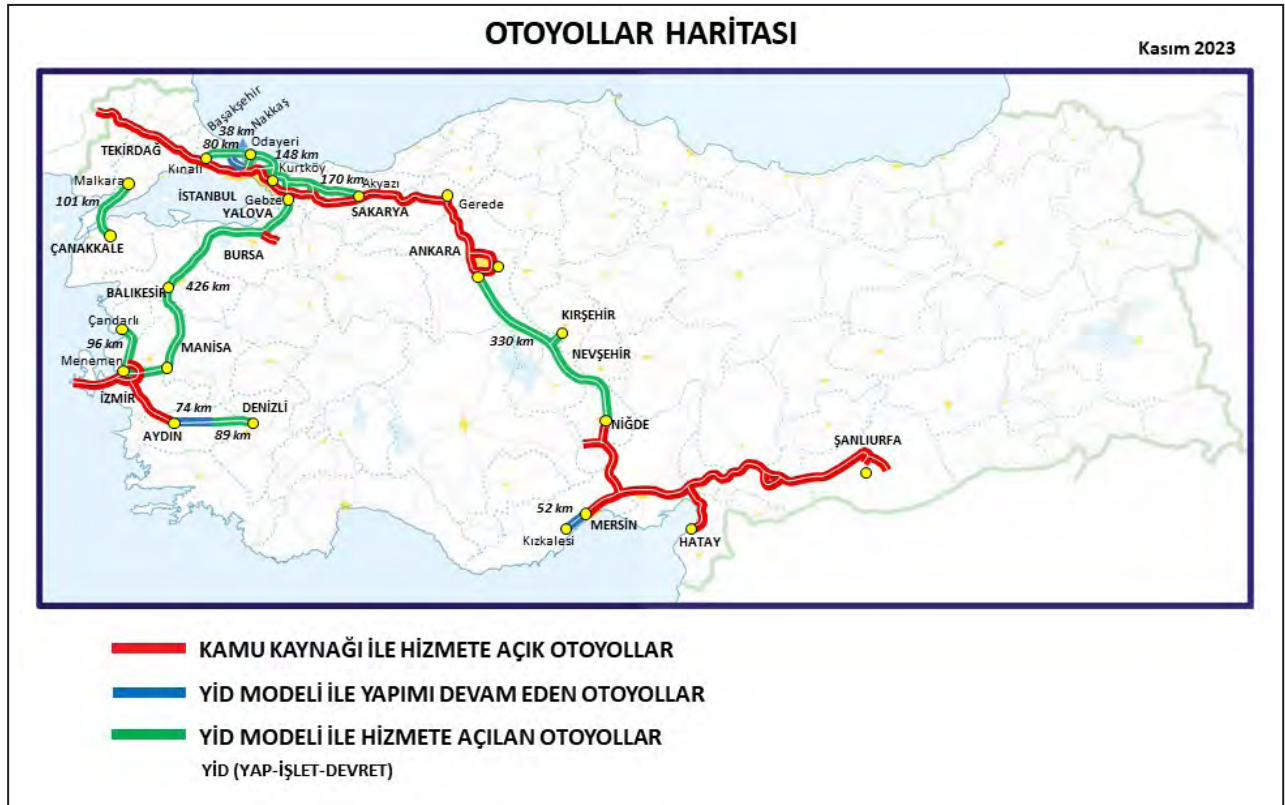 OTOYOLLAR HARİTASI
Kasım 2023
Başakşehir
Nakkaş
38 km
80 km
Odayeri
TEKİRDAĞ
148 km
Kınalı
Kurtköy
Malkara
170 km
Akyazı
101 km
İSTANBUL
Gebze
SAKARYA
Gerede
YALOVA
ÇANAKKALE
BURSA
ANKARA
BALIKESİR
426 km
Çandarlı
KIRŞEHİR
96 km
MANİSA
330 km
NEVŞEHİR
Menemen
İZMİR
74 km
DENİZLİ
NİĞDE
AYDIN
89 km
ŞANLIURFA
52 km
MERSİN
Kızkalesi
HATAY
KAMU KAYNAĞI İLE HİZMETE AÇIK OTOYOLLAR
YİD MODELİ İLE YAPIMI DEVAM EDEN OTOYOLLAR
YİD MODELİ İLE HİZMETE AÇILAN OTOYOLLAR
YİD (YAP-İŞLET-DEVRET)